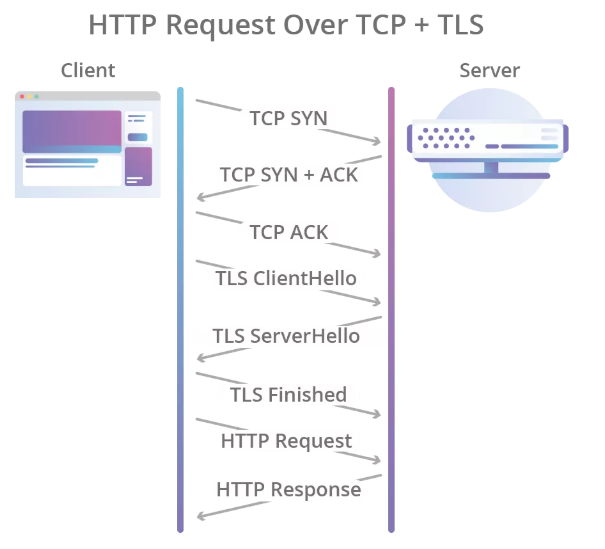 HTTP Request Over TCP + TLS
Client
Server
TCP SYN
TCP SYN + ACK
TCP ACK
TLS ClientHello
TLS ServerHello
TLS Finished
HTTP Request
HTTP Response